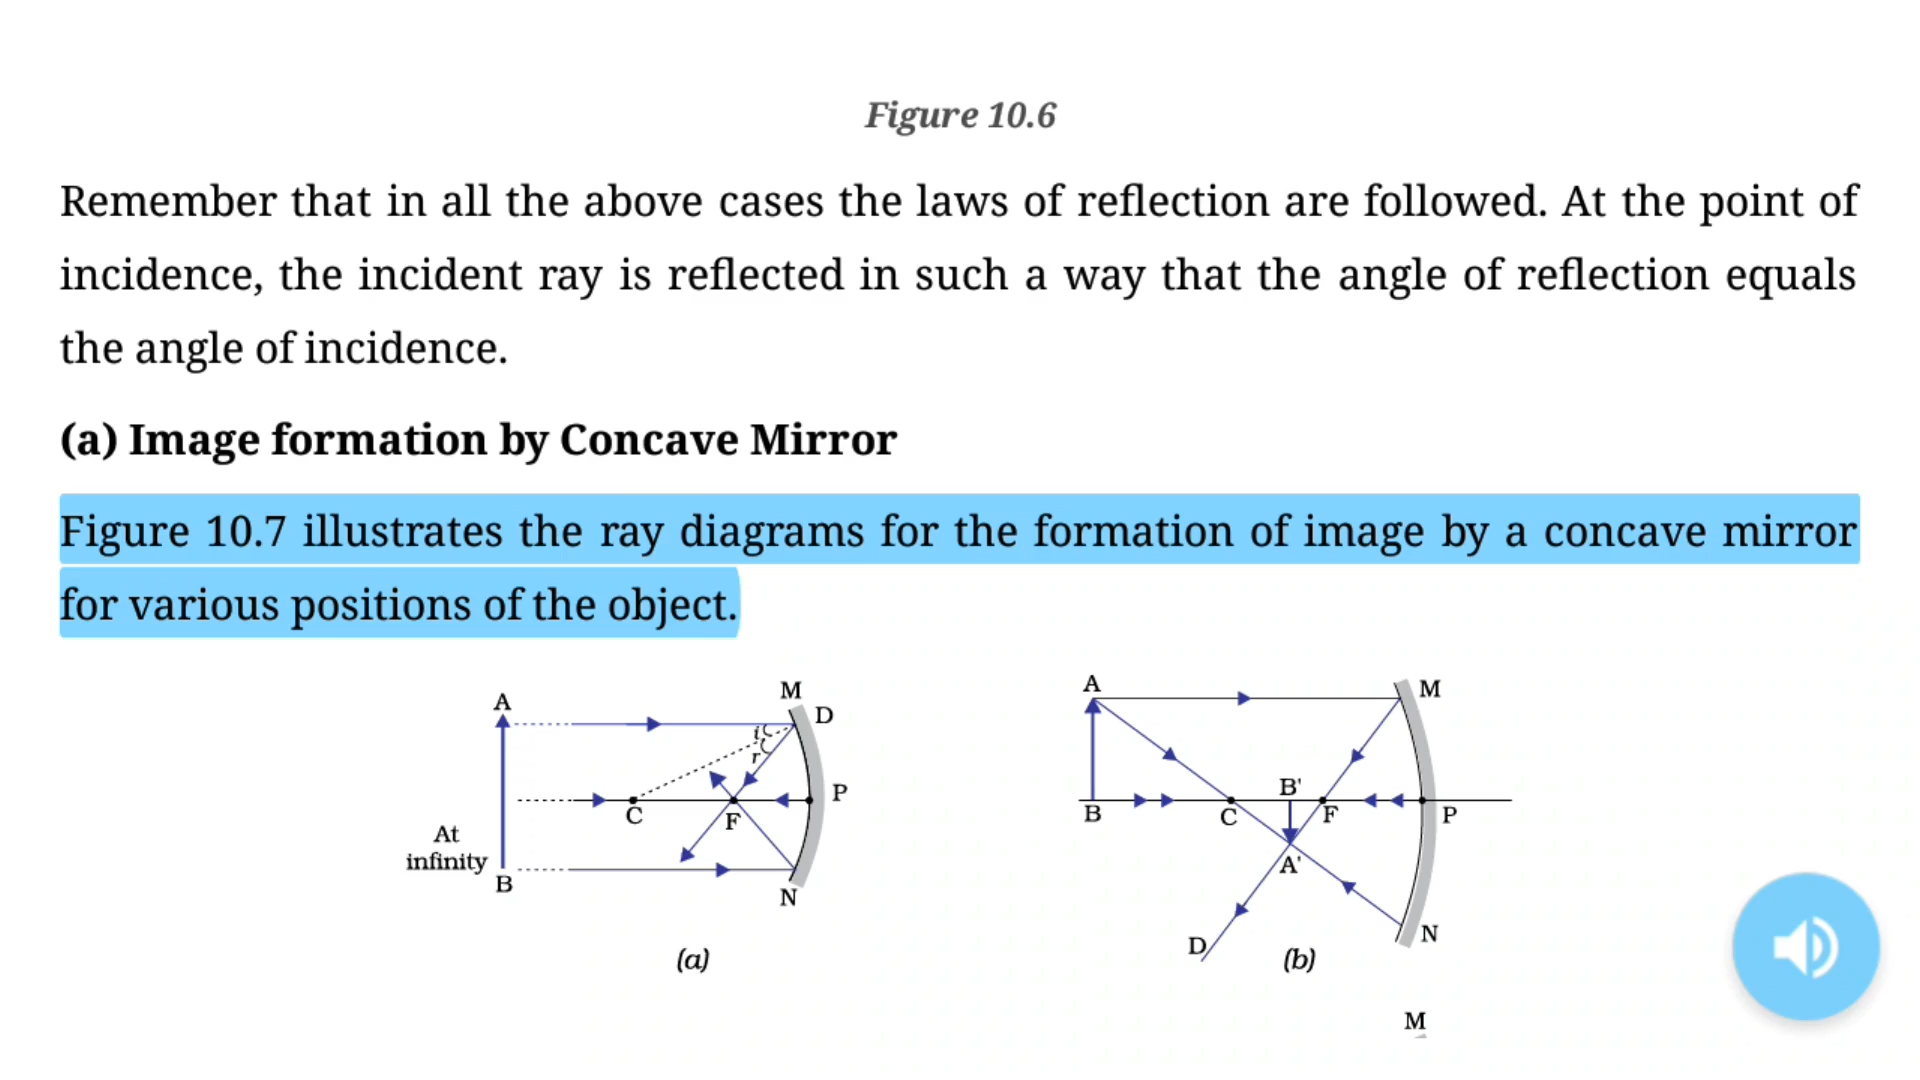 Figure 10.6
Remember that in all the above cases the laws of reflection are followed. At the point of
incidence, the incident ray is reflected in such a way that the angle of reflection equals
the angle of incidence.
(a) Image formation by Concave Mirror
Figure 10.7 illustrates the ray diagrams for the formation of image by a concave mirror
for various positions of the object.
A
M
D
i
r
C
F
P
At
infinity
B
N
(a)
A
M
B'
B
C
F
P
A'
D
N
(b)
M